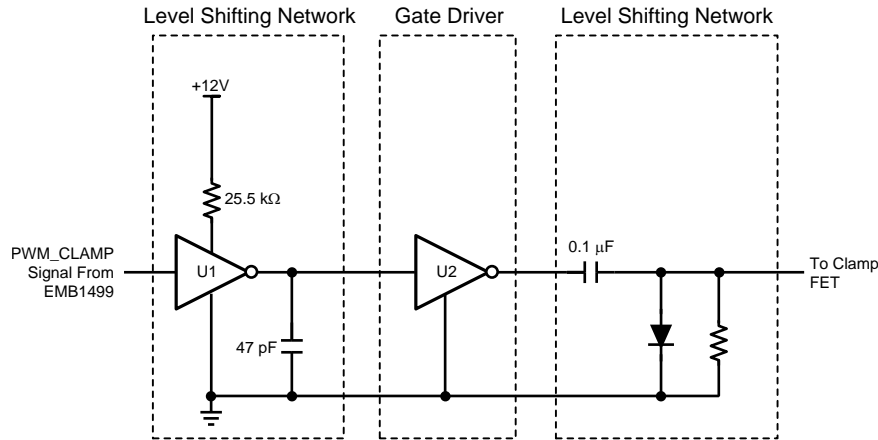 Level Shifting Network
Gate Driver
Level Shifting Network
+12V
25.5 kΩ
PWM_CLAMP
Signal From
EMB1499
U1
U2
0.1 μF
To Clamp
FET
47 pF